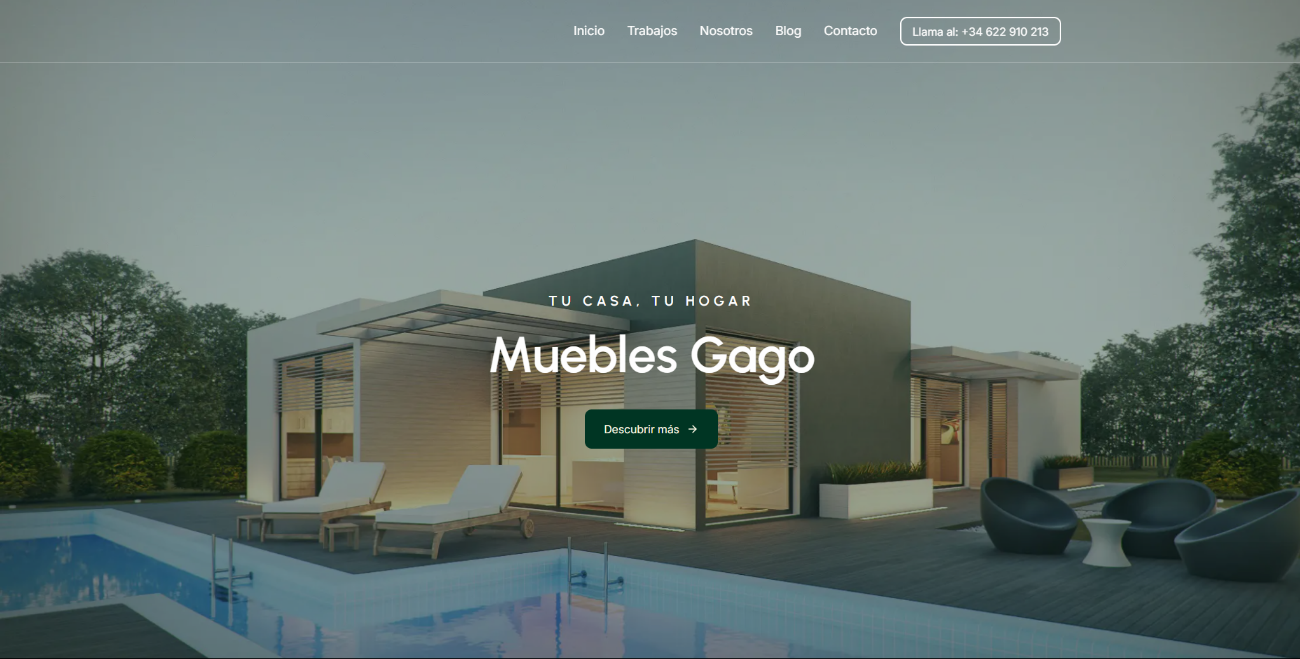 Inicio Trabajos Nosotros Blog Contacto Llama al: +34 622 910 213
TU CASA, TU HOGAR
Muebles Gago
Descubrir más →